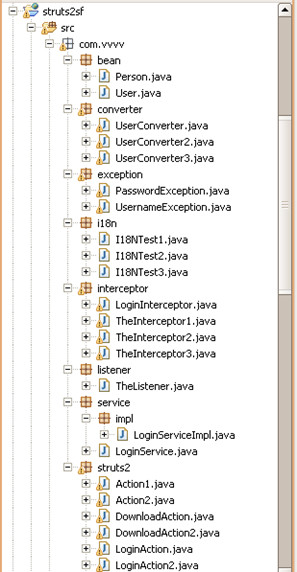 struts2sf
src
com.vvvv
bean
Person.java
User.java
converter
UserConverter.java
UserConverter2.java
UserConverter3.java
exception
PasswordException.java
UsernameException.java
i18n
I18NTest1.java
I18NTest2.java
I18NTest3.java
interceptor
LoginInterceptor.java
TheInterceptor1.java
TheInterceptor2.java
TheInterceptor3.java
listener
TheListener.java
service
impl
LoginServiceImpl.java
LoginService.java
struts2
Action1.java
Action2.java
DownloadAction.java
DownloadAction2.java
LoginAction.java
LoginAction2.java